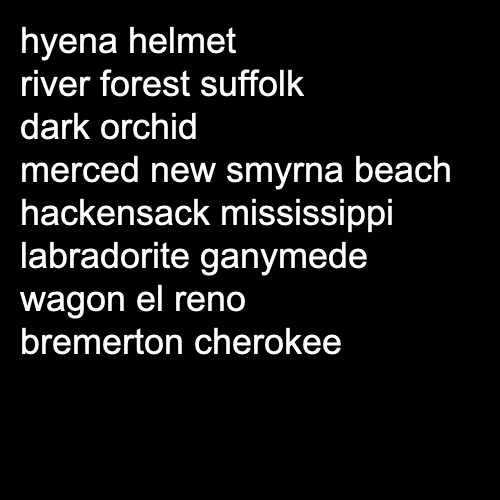 hyena helmet
river forest suffolk
dark orchid
merced new smyrna beach
hackensack mississippi
labradorite ganymede
wagon el reno
bremerton cherokee